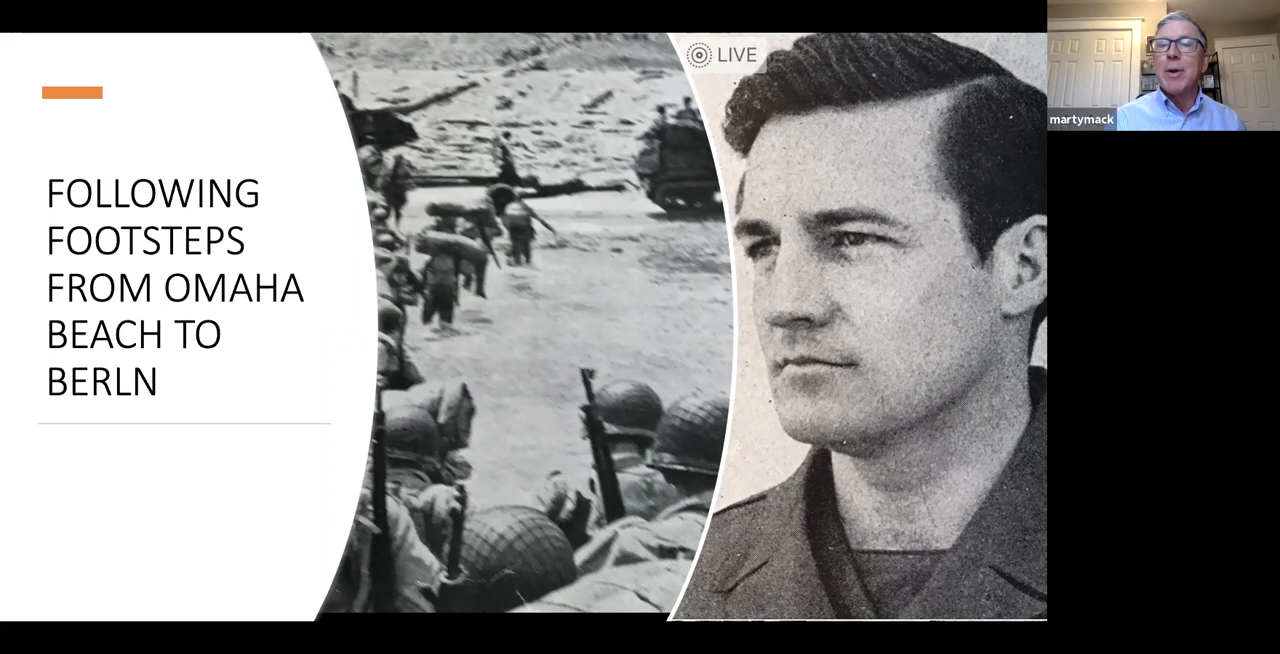 FOLLOWING
FOOTSTEPS
FROM OMAHA
BEACH TO
BERLN
LIVE
martymack